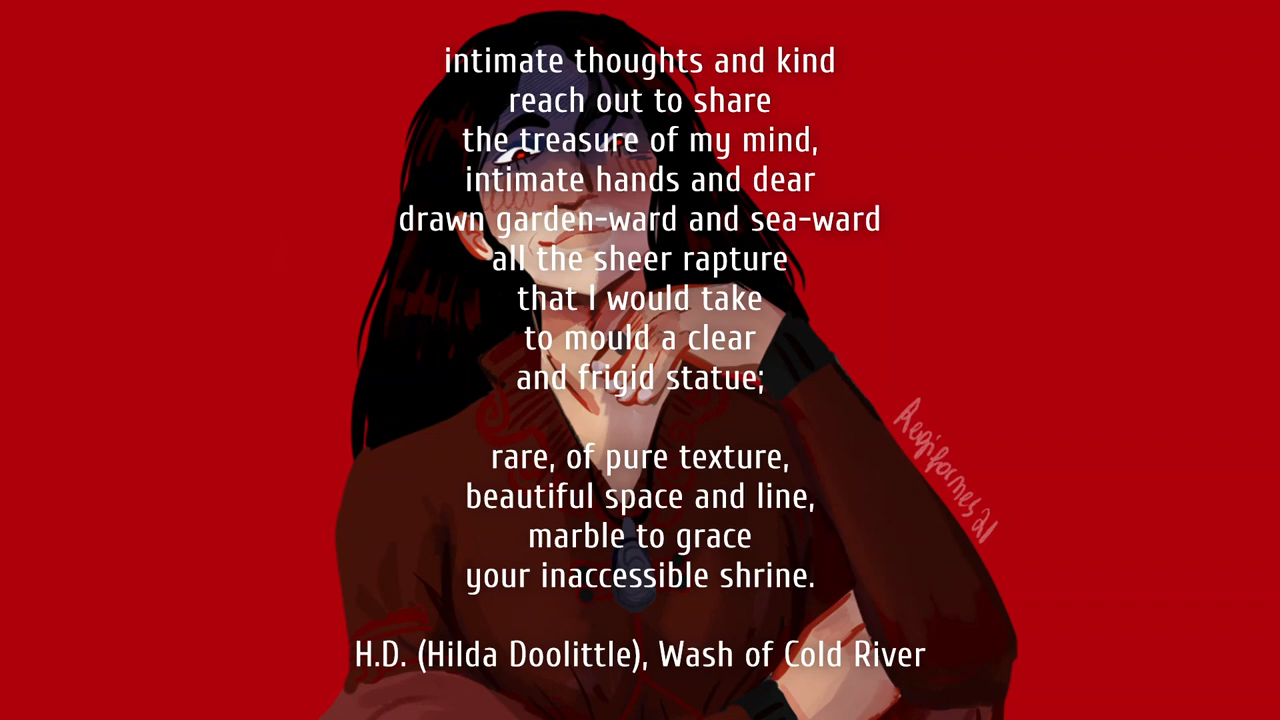 intimate thoughts and kind
reach out to share
the treasure of my mind,
intimate hands and dear
drawn garden-ward and sea-ward
all the sheer rapture
that I would take
to mould a clear
and frigid statue;
rare, of pure texture,
beautiful space and line,
marble to grace
your inaccessible shrine.
H.D. (Hilda Doolittle), Wash of Cold River
Aegiformes 21